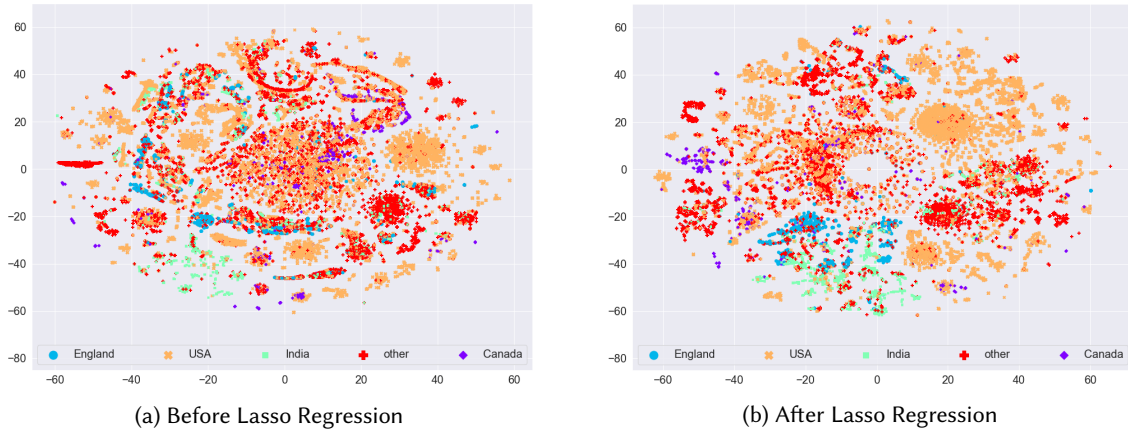 60
40
20
0
−20
−40
−60
−80
−60 −40 −20 0 20 40 60
England USA India other Canada
(a) Before Lasso Regression
60
40
20
0
−20
−40
−60
−80
−60 −40 −20 0 20 40 60
England USA India other Canada
(b) After Lasso Regression